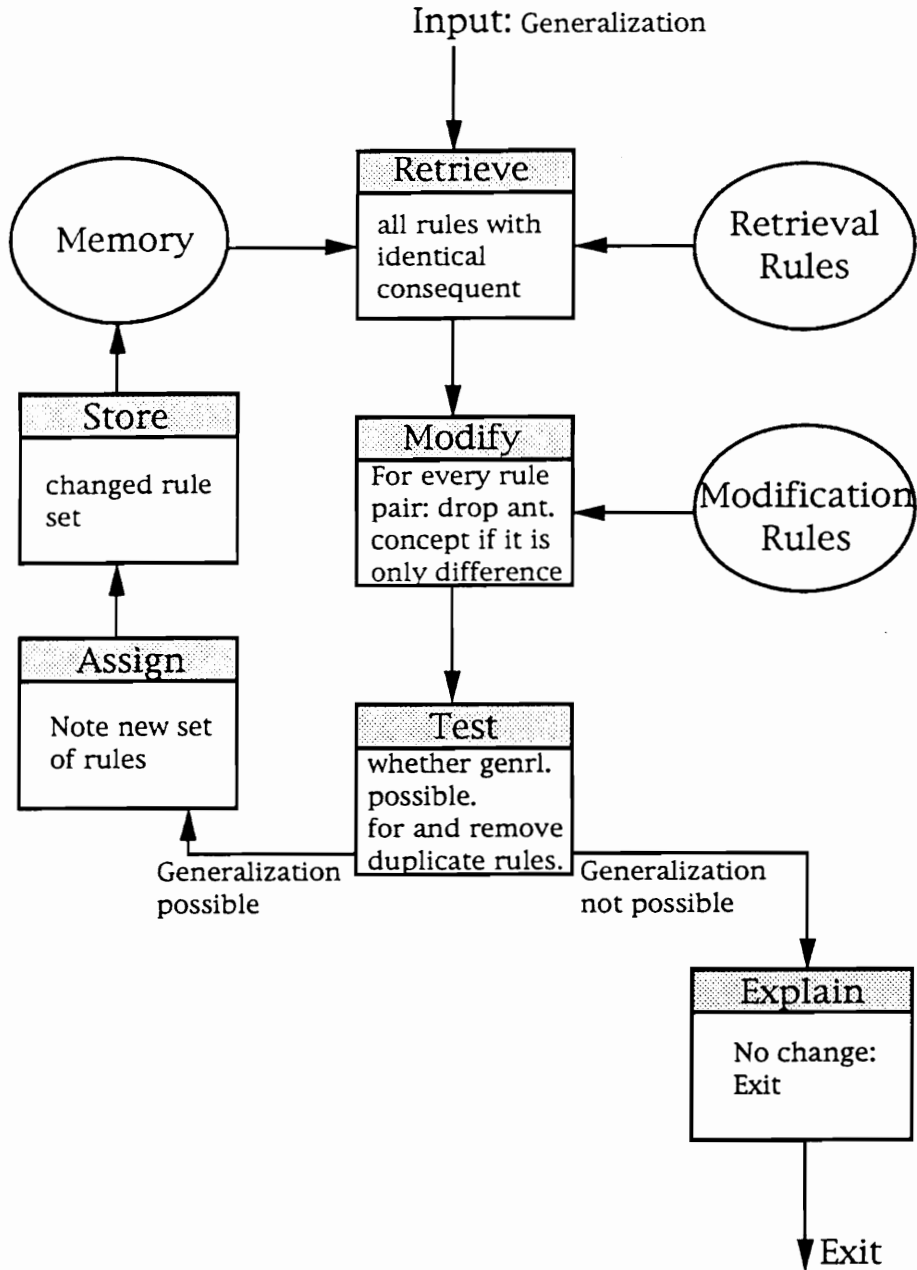 Input: Generalization
Retrieve
all rules with
identical
consequent
Memory
Retrieval
Rules
Store
changed rule
set
Modify
For every rule
pair: drop ant.
concept if it is
only difference
Modification
Rules
Assign
Note new set
of rules
Test
whether genrl.
possible.
for and remove
duplicate rules.
Generalization
possible
Generalization
not possible
Explain
No change:
Exit
Exit